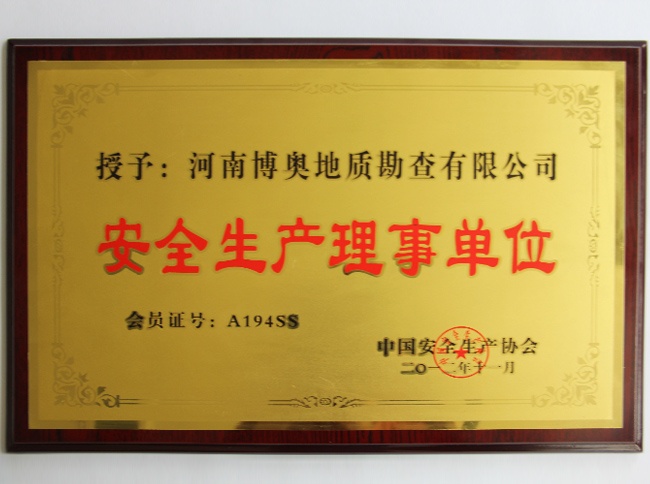 授予：河南博奥地质勘查有限公司
安全生产理事单位
会员证号：A194SS
中国安全生产协会
二〇一二年十一月